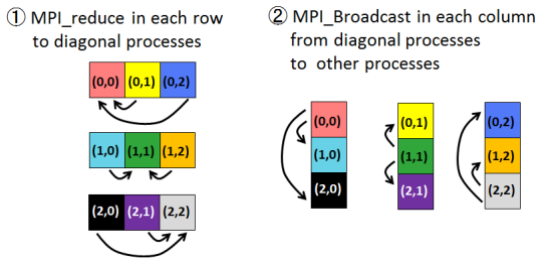 ① MPI_reduce in each row
to diagonal processes
(0,0) (0,1) (0,2)
(1,0) (1,1) (1,2)
(2,0) (2,1) (2,2)
② MPI_Broadcast in each column
from diagonal processes
to other processes
(0,0)
(1,0)
(2,0)
(0,1)
(1,1)
(2,1)
(0,2)
(1,2)
(2,2)